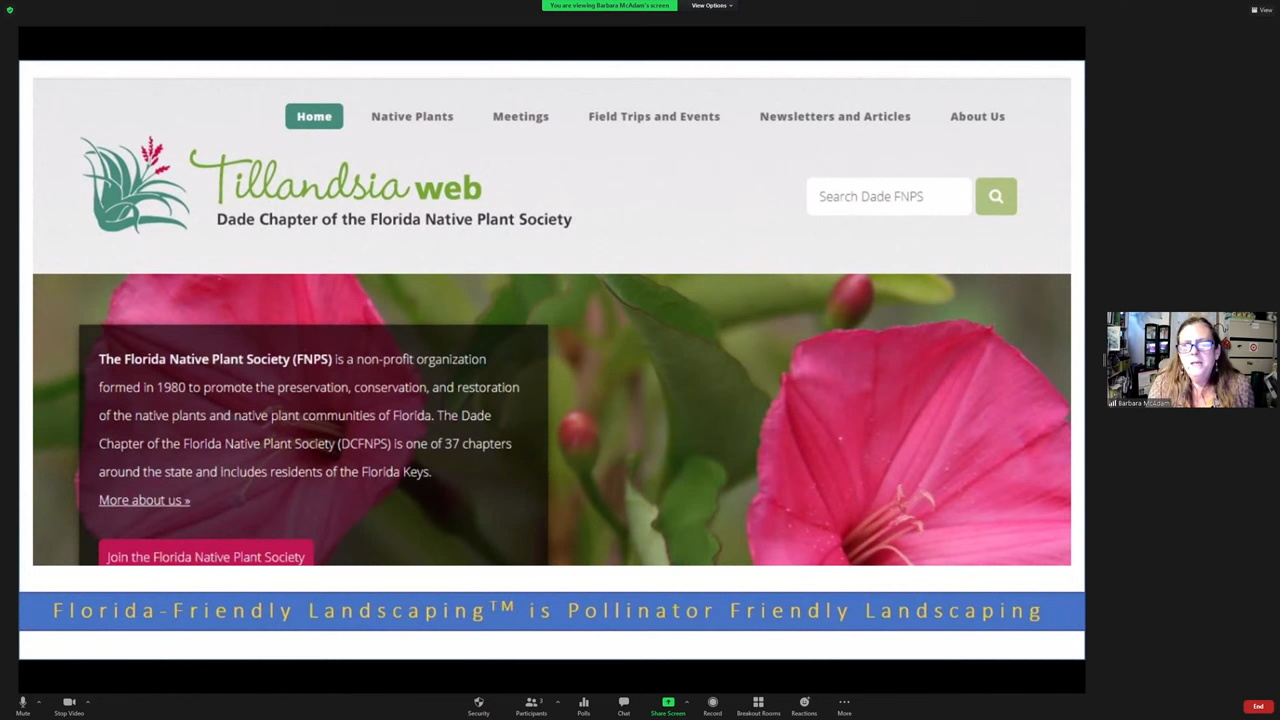 You are viewing Barbara McAdam's screen
View Options
View
Home
Native Plants
Meetings
Field Trips and Events
Newsletters and Articles
About Us
Tillandsia web
Dade Chapter of the Florida Native Plant Society
Search Dade FNPS
The Florida Native Plant Society (FNPS) is a non-profit organization
formed in 1980 to promote the preservation, conservation, and restoration
of the native plants and native plant communities of Florida. The Dade
Chapter of the Florida Native Plant Society (DCFNPS) is one of 37 chapters
around the state and includes residents of the Florida Keys.
More about us »
Join the Florida Native Plant Society
Florida-Friendly Landscaping™ is Pollinator Friendly Landscaping
Barbara McAdam
Mute
Stop Video
Security
Participants
3
Polls
Chat
Share Screen
Record
Breakout Rooms
Reactions
More
End